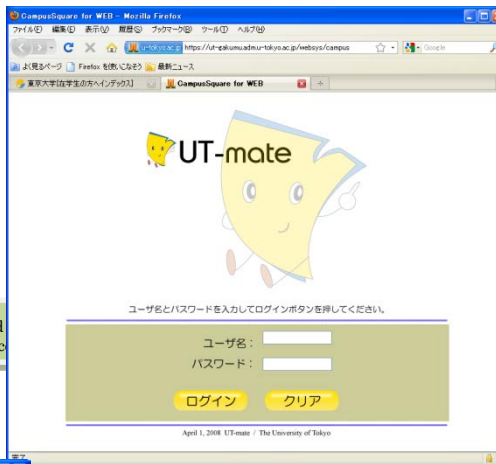 CampusSquare for WEB - Mozilla Firefox
ファイル(F) 編集(E) 表示(V) 履歴(S) ブックマーク(B) ツール(T) ヘルプ(H)
u-tokyo.ac.jp https://ut-gakumu.adm.u-tokyo.ac.jp/websys/campus
Google
よく見るページ Firefox を使いこなそう 最新ニュース
東京大学[在学生の方へインデックス] CampusSquare for WEB
UT-mate
ユーザ名とパスワードを入力してログインボタンを押してください。
ユーザ名：
パスワード：
ログイン クリア
April 1, 2008 UT-mate / The University of Tokyo
完了